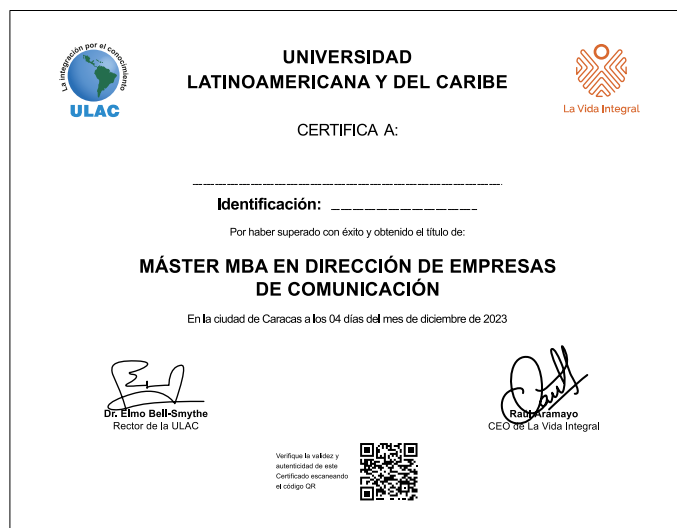 La integración por el conocimiento
ULAC
UNIVERSIDAD
LATINOAMERICANA Y DEL CARIBE
La Vida Integral
CERTIFICA A:
Identificación:
Por haber superado con éxito y obtenido el título de:
MÁSTER MBA EN DIRECCIÓN DE EMPRESAS
DE COMUNICACIÓN
En la ciudad de Caracas a los 04 días del mes de diciembre de 2023
Dr. Elmo Bell-Smythe
Rector de la ULAC
Raúl Aramayo
CEO de La Vida Integral
Verifique la validez y
autenticidad de este
Certificado escaneando
el código QR